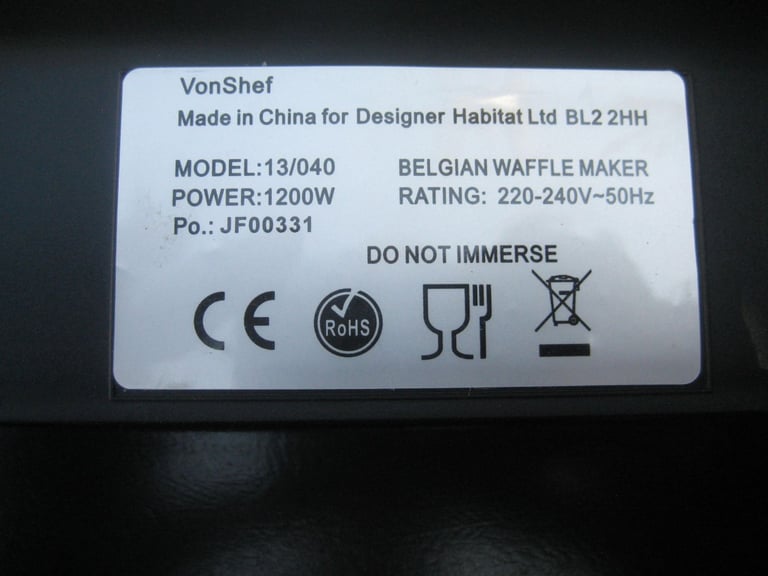 VonShef
Made in China for Designer Habitat Ltd BL2 2HH
MODEL:13/040 BELGIAN WAFFLE MAKER
POWER:1200W RATING: 220-240V~50Hz
Po.: JF00331
DO NOT IMMERSE
CE RoHS